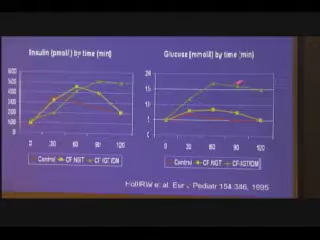 Insulin (pmol/ ) by time (min)
Glucose (mmol/l) by time (min)
600
500
400
300
200
100
0
0 30 60 90 120
Control CF NGT CF IGT/DM
25
20
15
10
5
0
0 30 60 90 120
Control CF NGT CF IGT/DM
Holl RW et al. Eur J Pediatr 154:386, 1995